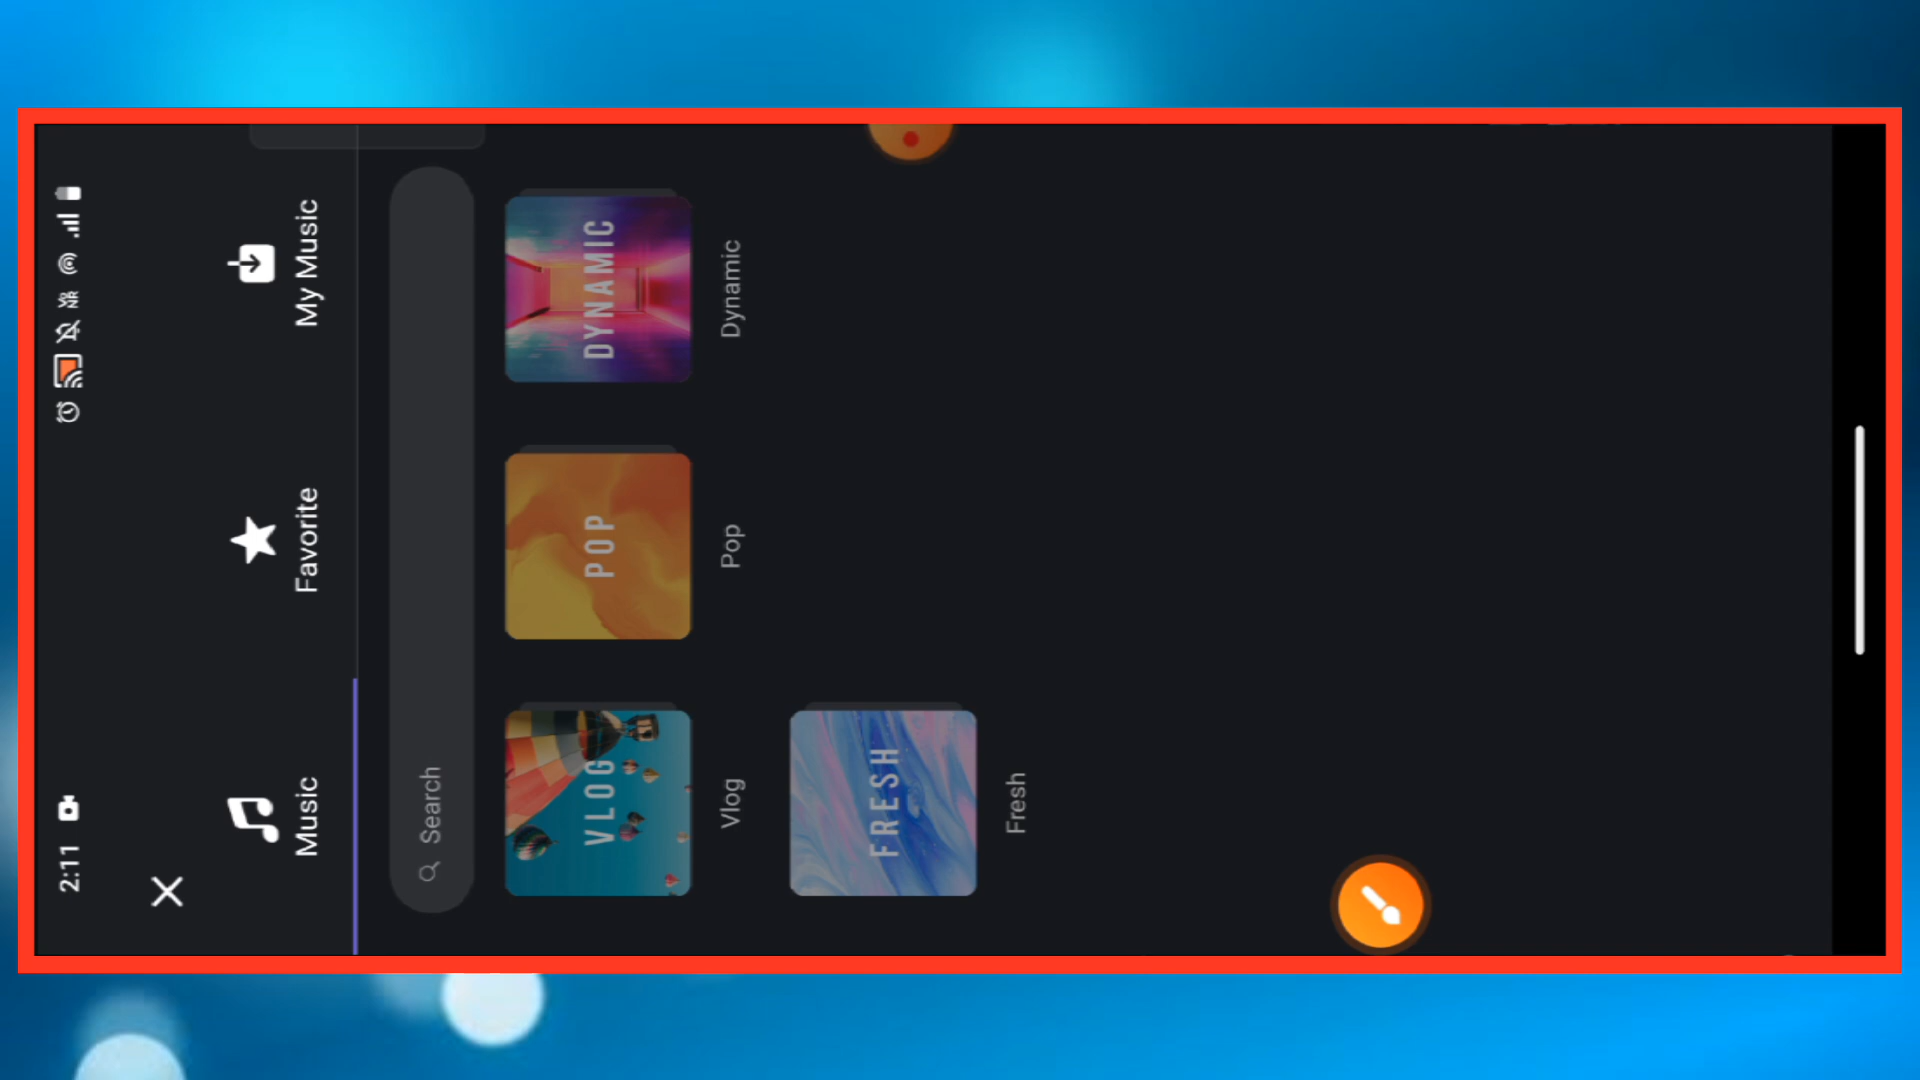 2:11
Music
Favorite
My Music
Search
VLOG
POP
DYNAMIC
Vlog
Pop
Dynamic
FRESH
Fresh